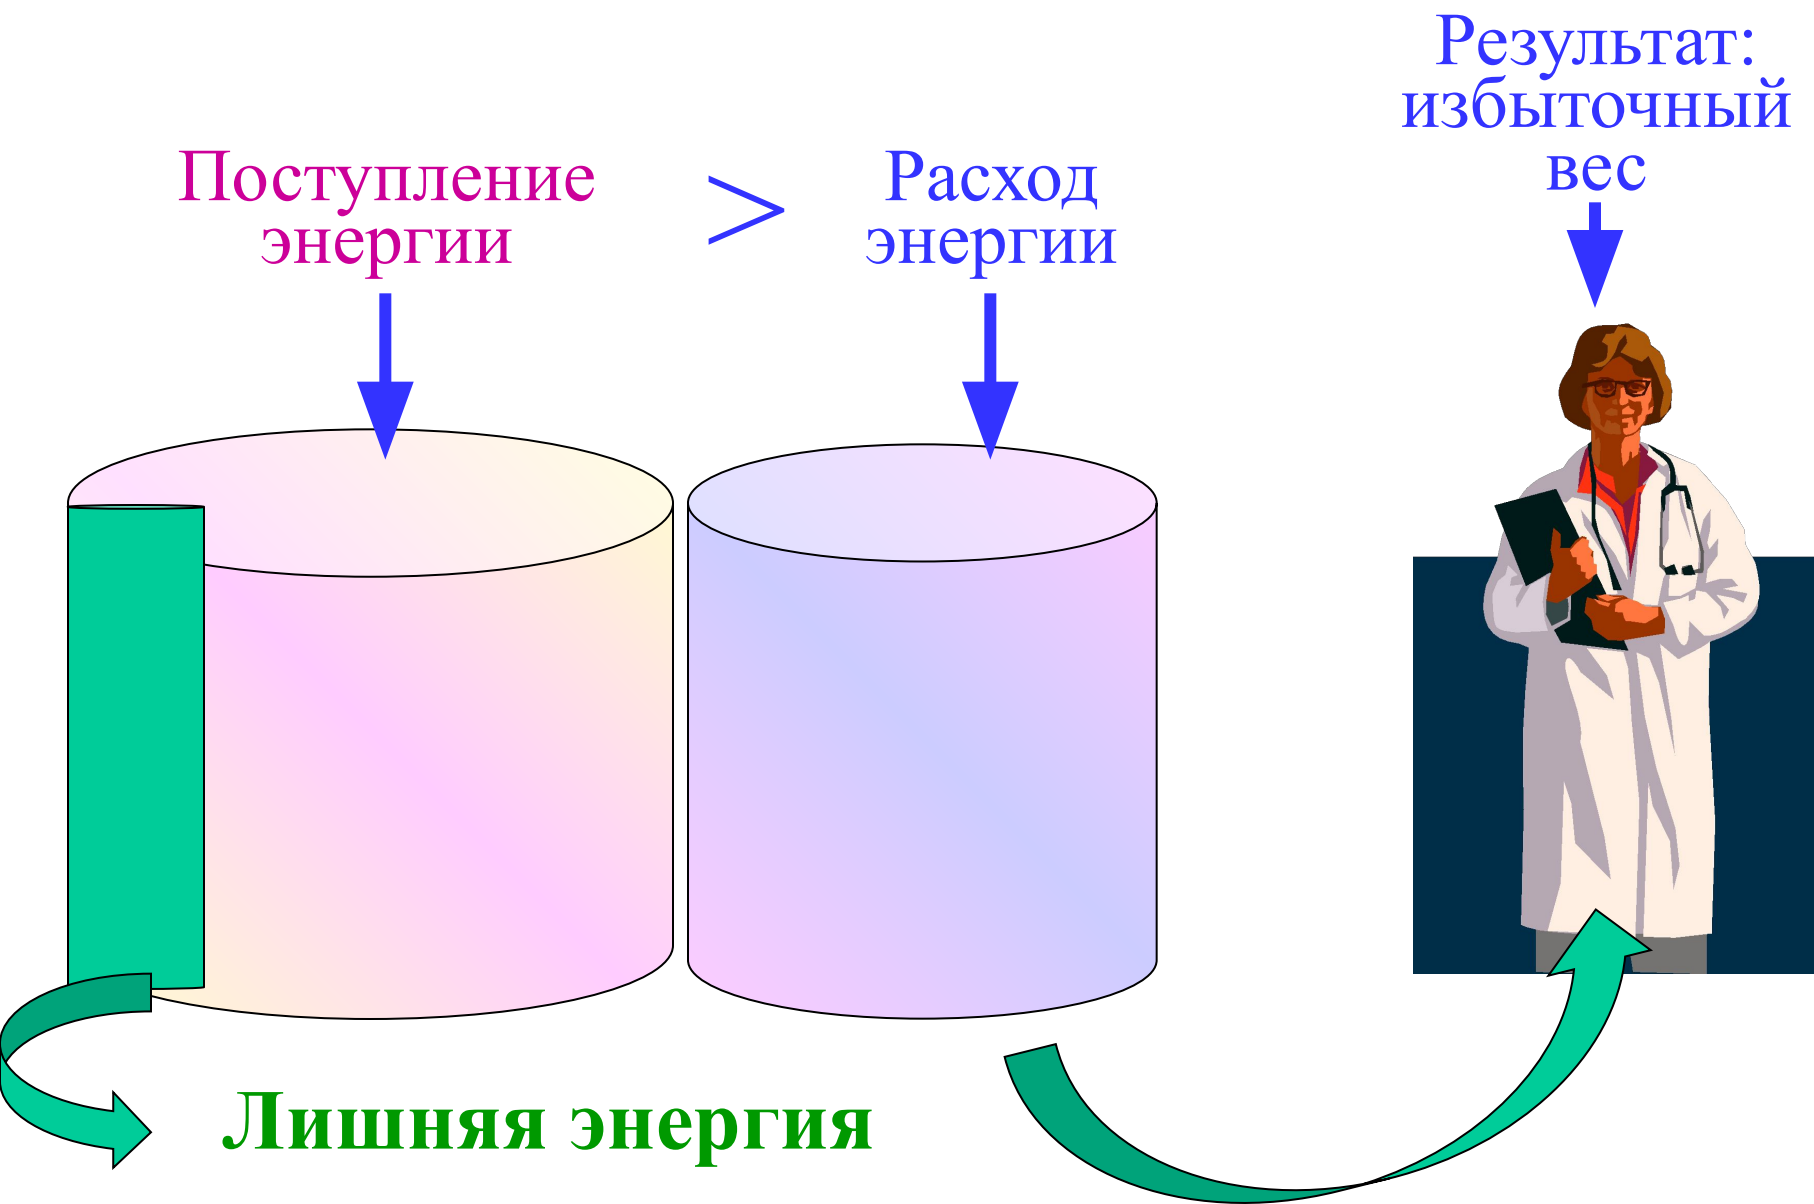 Поступление
энергии
>
Расход
энергии
Результат:
избыточный
вес
Лишняя энергия